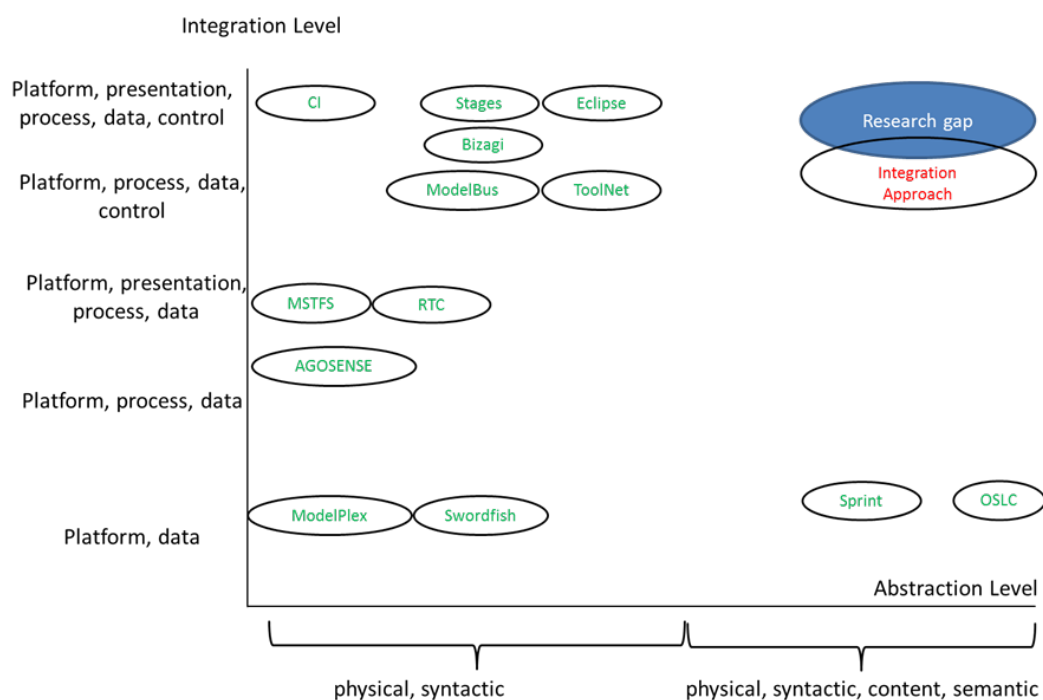 Integration Level
Platform, presentation,
process, data, control
CI
Stages
Eclipse
Research gap
Bizagi
Platform, process, data,
control
ModelBus
ToolNet
Integration
Approach
Platform, presentation,
process, data
MSTFS
RTC
AGOSENSE
Platform, process, data
ModelPlex
Swordfish
Sprint
OSLC
Platform, data
Abstraction Level
physical, syntactic
physical, syntactic, content, semantic